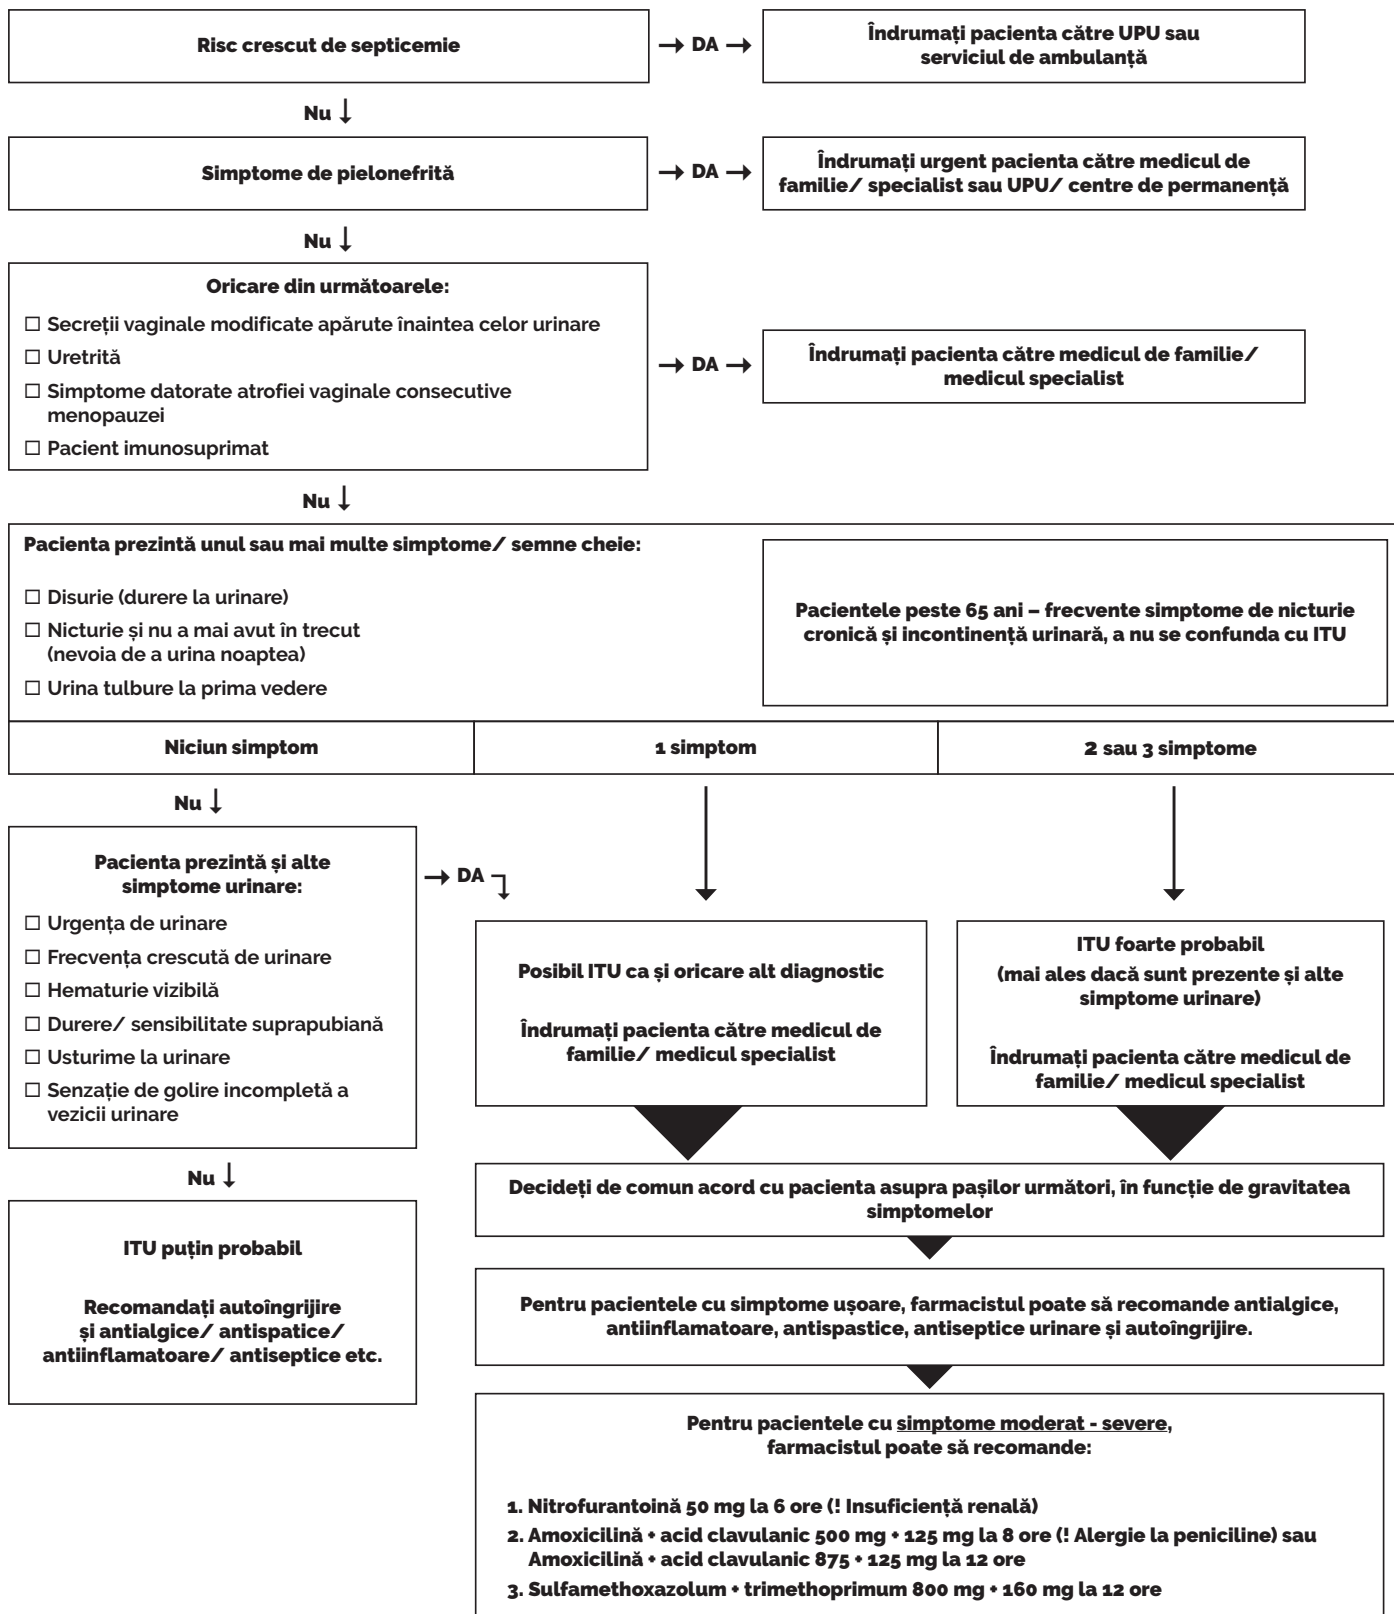 Risc crescut de septicemie
→ DA →
Îndrumați pacienta către UPU sau
serviciul de ambulanță
Nu ↓
Simptome de pielonefrită
→ DA →
Îndrumați urgent pacienta către medicul de
familie/ specialist sau UPU/ centre de permanență
Nu ↓
Oricare din următoarele:
☐ Secreții vaginale modificate apărute înaintea celor urinare
☐ Uretrită
☐ Simptome datorate atrofiei vaginale consecutive
menopauzei
☐ Pacient imunosuprimat
→ DA →
Îndrumați pacienta către medicul de familie/
medicul specialist
Nu ↓
Pacienta prezintă unul sau mai multe simptome/ semne cheie:
☐ Disurie (durere la urinare)
☐ Nicturie și nu a mai avut în trecut
(nevoia de a urina noaptea)
☐ Urina tulbure la prima vedere
Pacientele peste 65 ani – frecvente simptome de nicturie
cronică și incontinență urinară, a nu se confunda cu ITU
Niciun simptom
1 simptom
2 sau 3 simptome
Nu ↓
Pacienta prezintă și alte
simptome urinare:
☐ Urgența de urinare
☐ Frecvența crescută de urinare
☐ Hematurie vizibilă
☐ Durere/ sensibilitate suprapubiană
☐ Usturime la urinare
☐ Senzație de golire incompletă a
vezicii urinare
→ DA
Posibil ITU ca și oricare alt diagnostic
Îndrumați pacienta către medicul de
familie/ medicul specialist
ITU foarte probabil
(mai ales dacă sunt prezente și alte
simptome urinare)
Îndrumați pacienta către medicul de
familie/ medicul specialist
Nu ↓
ITU puțin probabil
Recomandați autoîngrijire
și antialgice/ antispatice/
antiinflamatoare/ antiseptice etc.
Decideți de comun acord cu pacienta asupra pașilor următori, în funcție de gravitatea
simptomelor
Pentru pacientele cu simptome ușoare, farmacistul poate să recomande antialgice,
antiinflamatoare, antispastice, antiseptice urinare și autoîngrijire.
Pentru pacientele cu simptome moderat - severe,
farmacistul poate să recomande:
1. Nitrofurantoină 50 mg la 6 ore (! Insuficiență renală)
2. Amoxicilină + acid clavulanic 500 mg + 125 mg la 8 ore (! Alergie la peniciline) sau
Amoxicilină + acid clavulanic 875 + 125 mg la 12 ore
3. Sulfamethoxazolum + trimethoprimum 800 mg + 160 mg la 12 ore